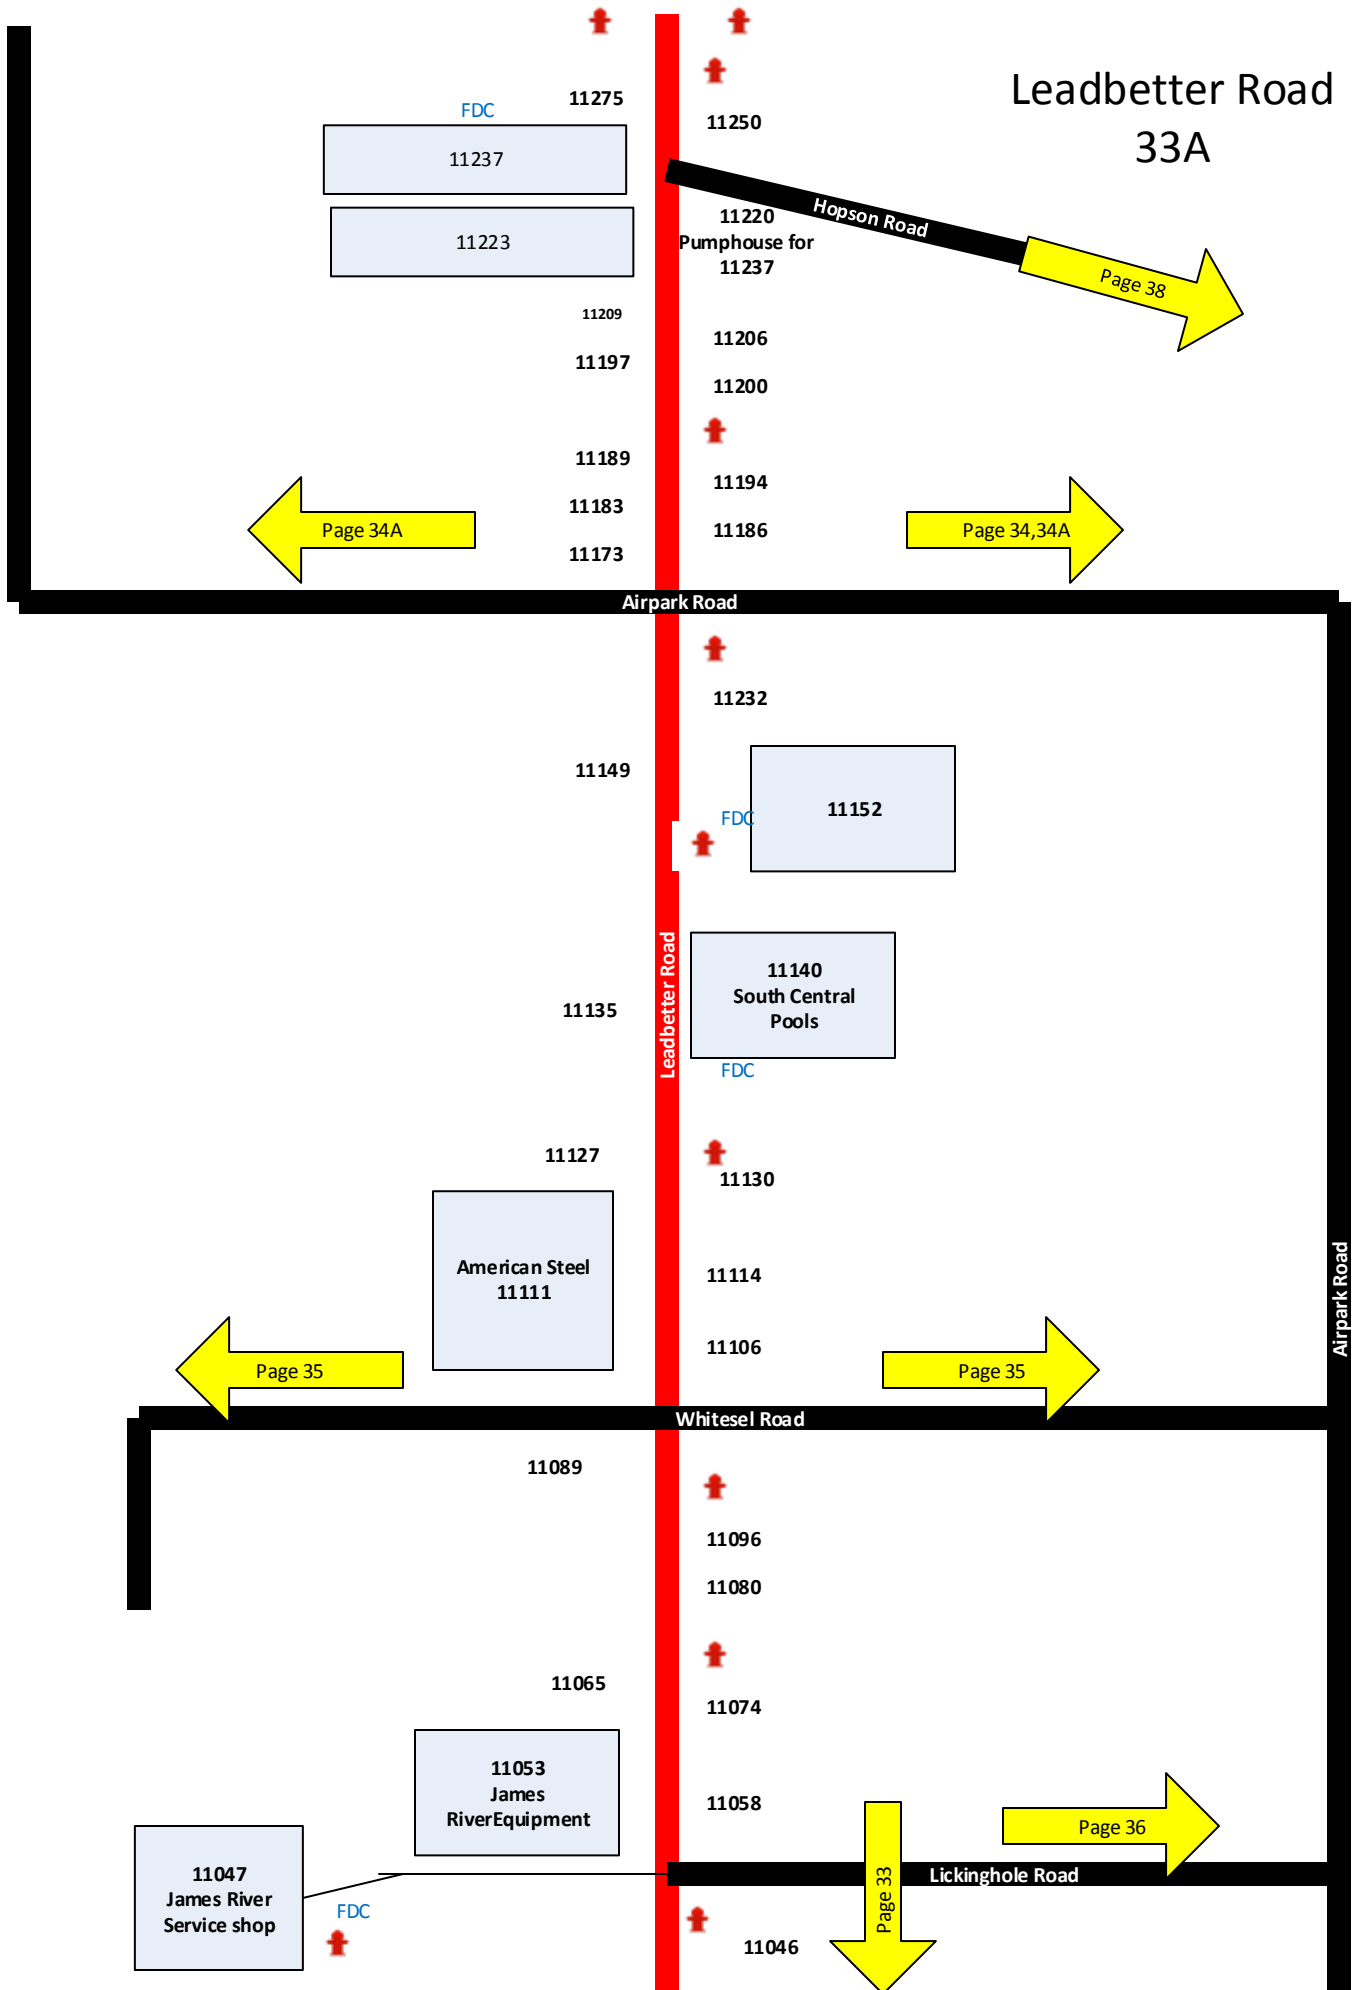 Leadbetter Road
33A
11275
FDC
11250
11237
11220
Pumphouse for
11237
Hopson Road
11223
Page 38
11209
11206
11197
11200
11189
11194
11183
11186
Page 34A
Page 34,34A
11173
Airpark Road
11232
11149
11152
FDC
Leadbetter Road
11140
South Central
Pools
11135
FDC
11127
11130
American Steel
11111
11114
11106
Airpark Road
Page 35
Page 35
Whitesel Road
11089
11096
11080
11065
11074
11053
James
RiverEquipment
11058
Page 36
11047
James River
Service shop
Lickinghole Road
Page 33
FDC
11046